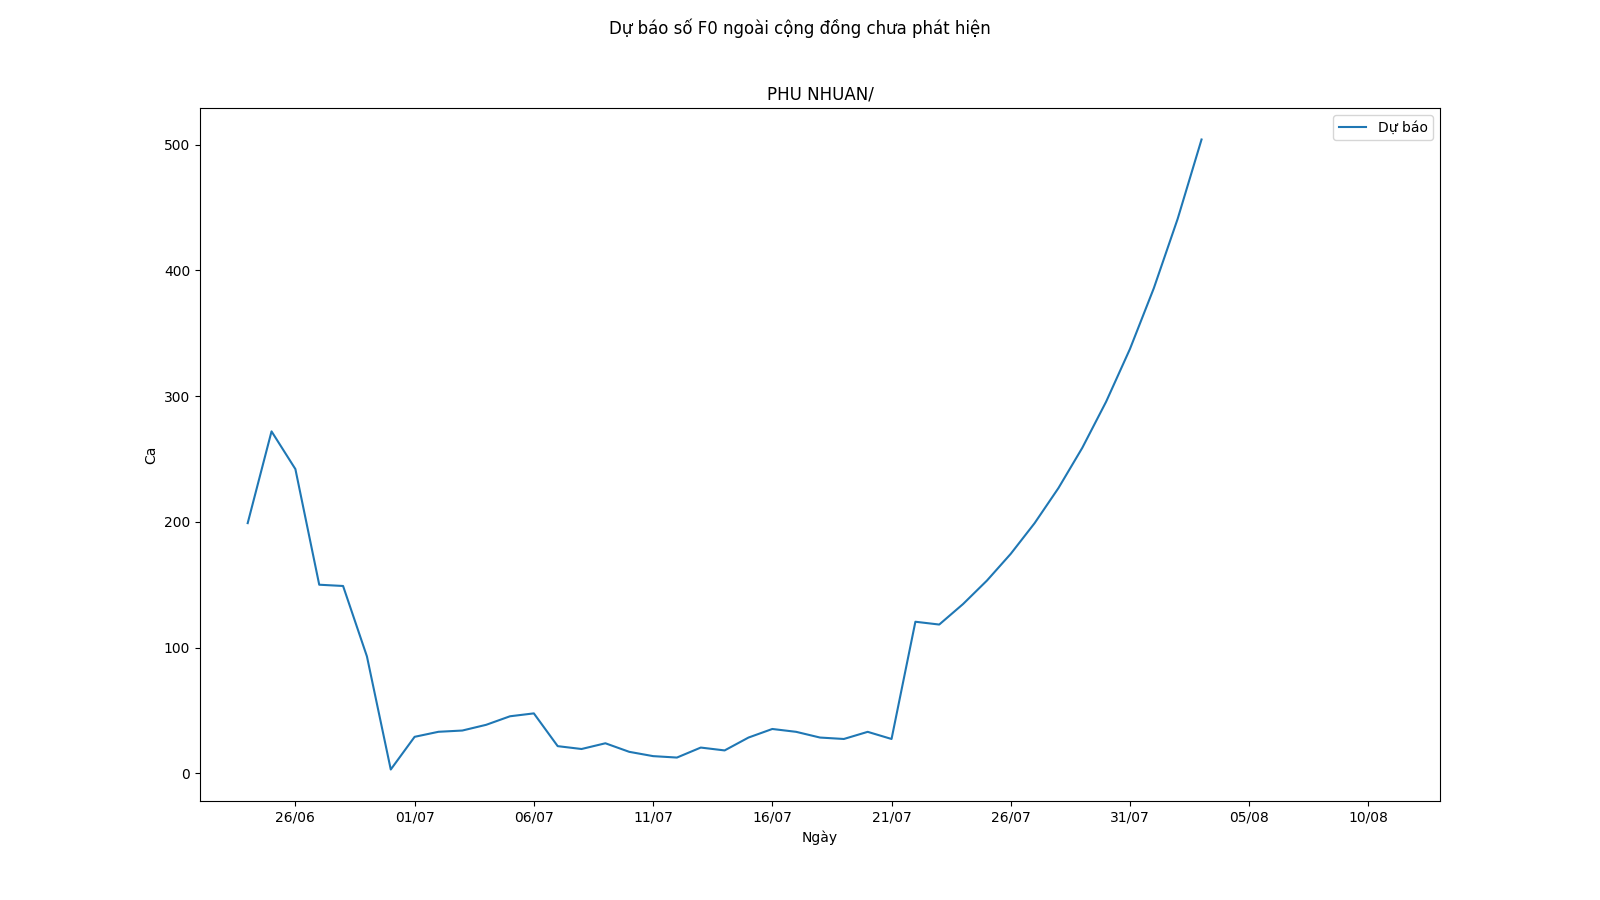 Dự báo số F0 ngoài cộng đồng chưa phát hiện
PHU NHUAN/
Dự báo
500
400
300
200
100
0
Ca
26/06 01/07 06/07 11/07 16/07 21/07 26/07 31/07 05/08 10/08
Ngày